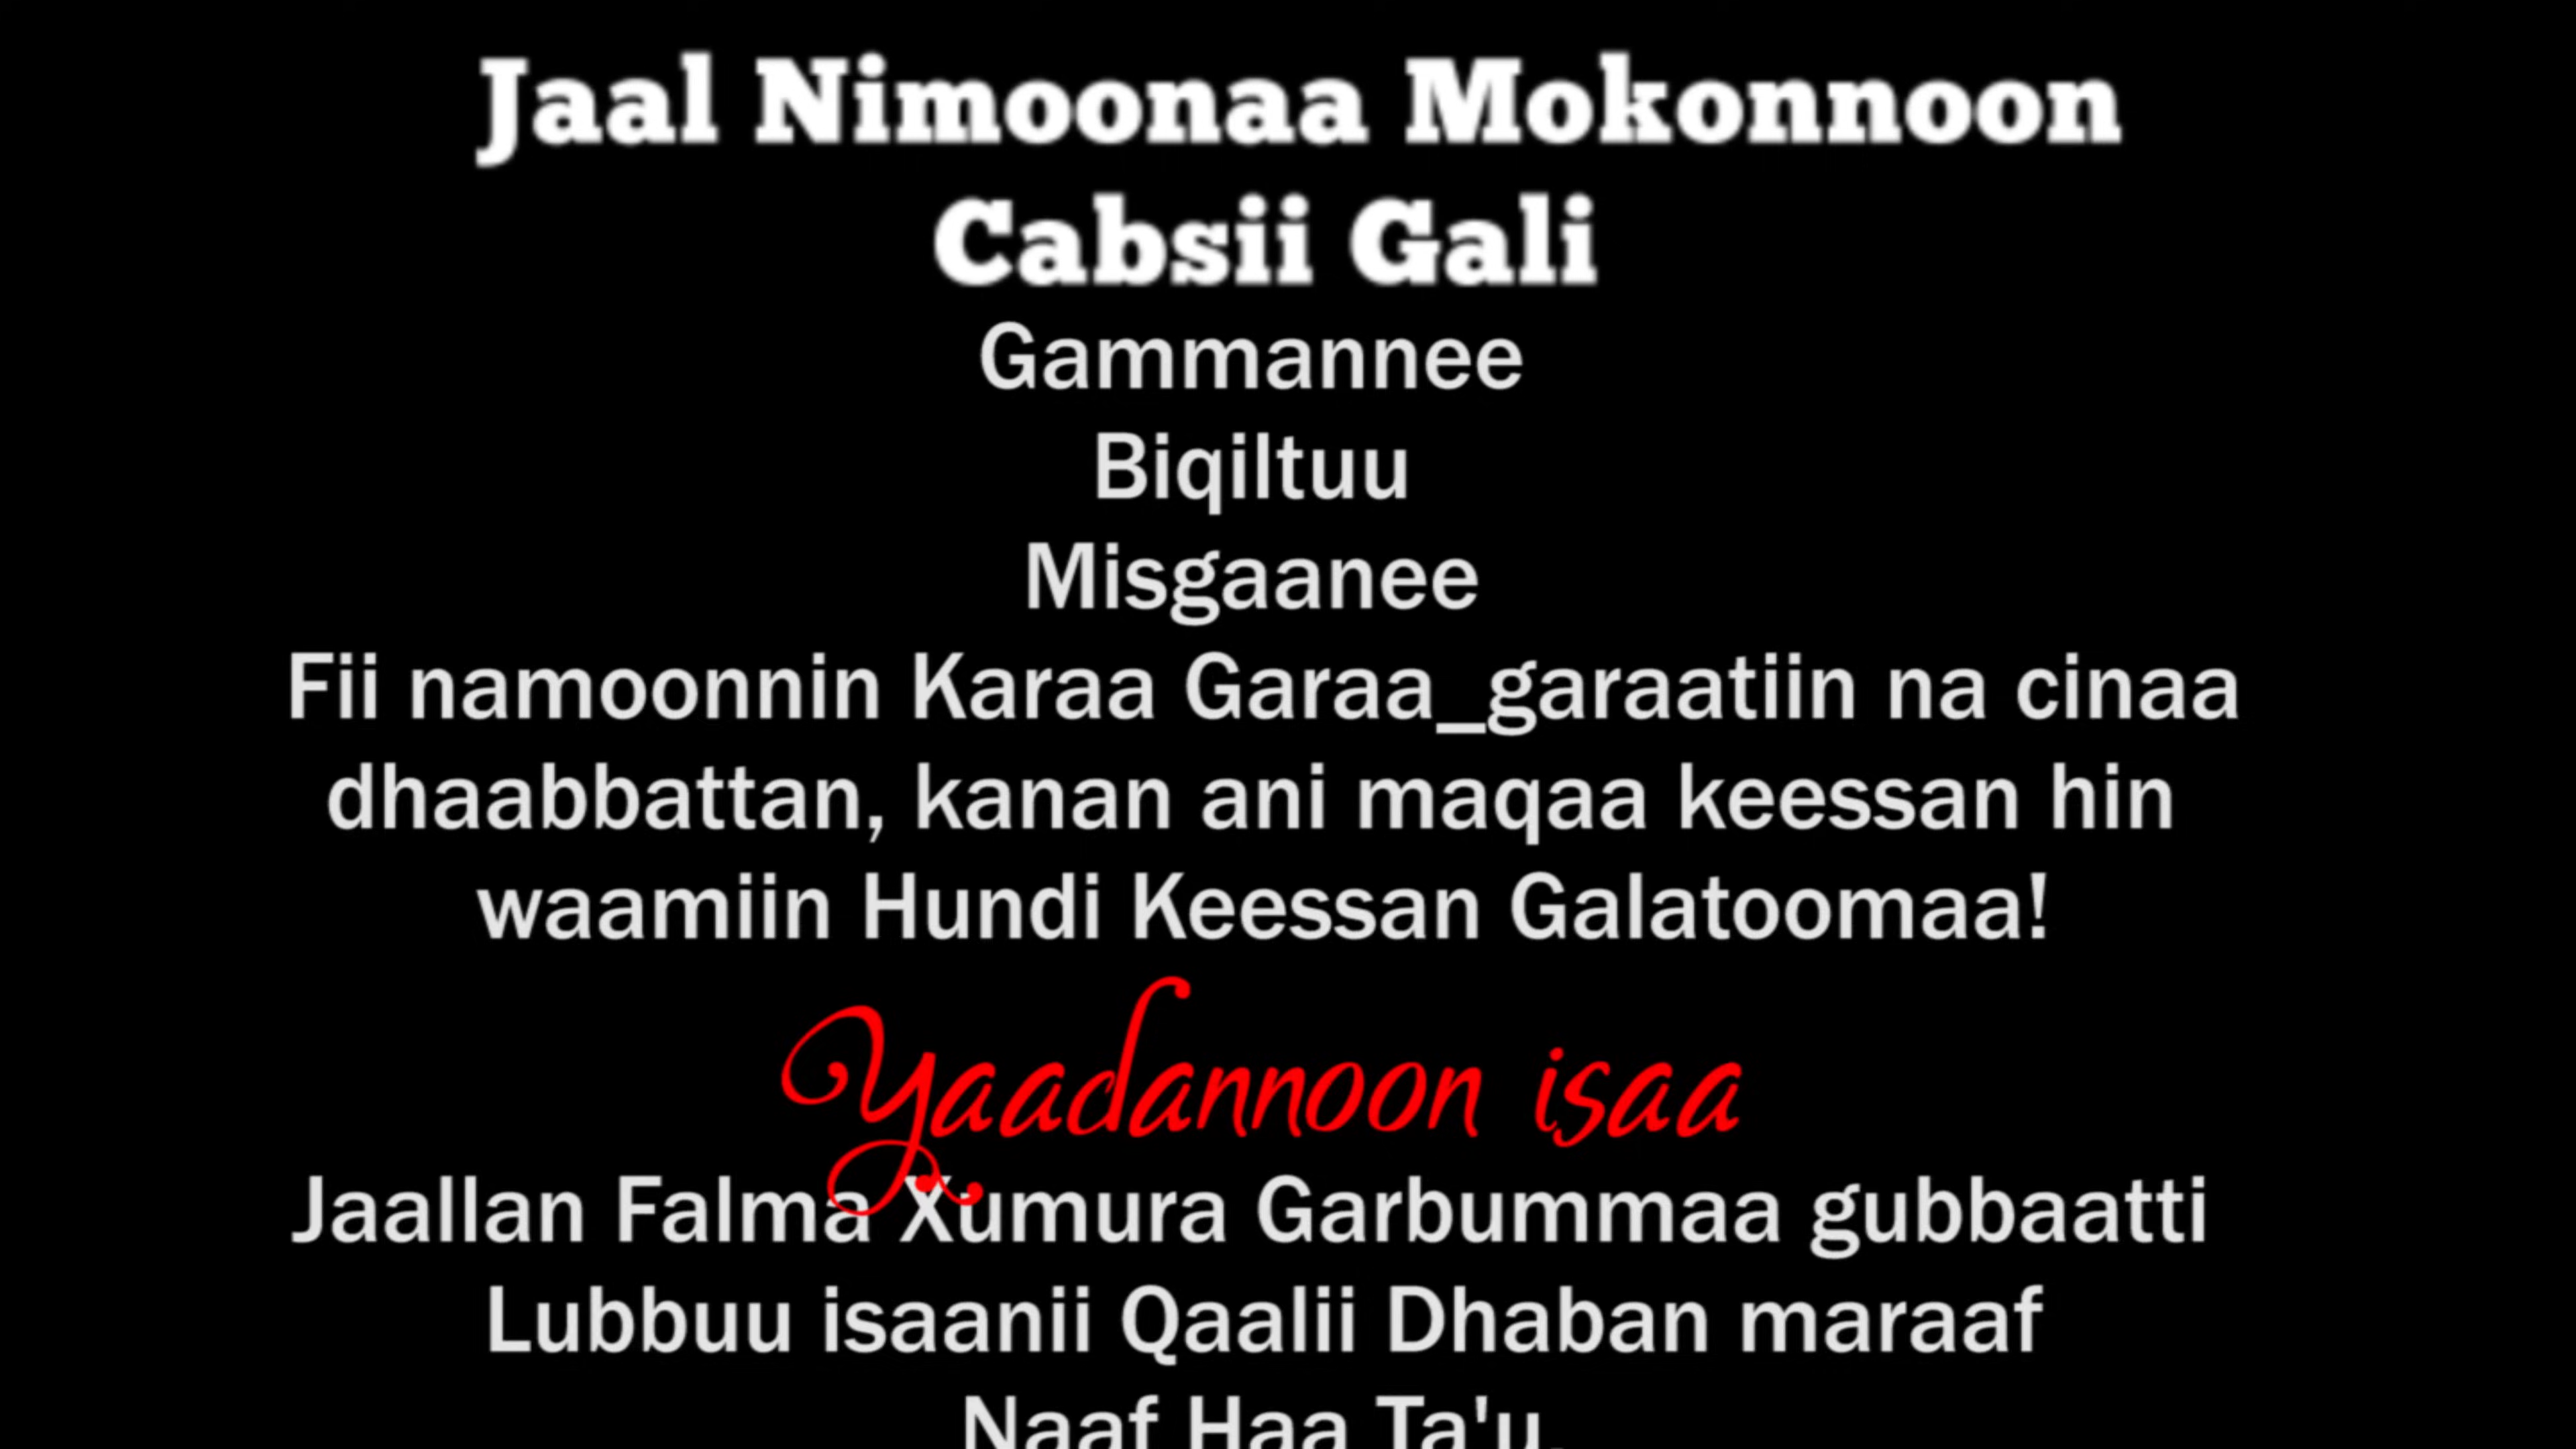 Jaal Nimoonaa Mokonnoon
Cabsii Gali
Gammannee
Biqiltuu
Misgaanee
Fii namoonnin Karaa Garaa_garaatiin na cinaa
dhaabbattan, kanan ani maqaa keessan hin
waamiin Hundi Keessan Galatoomaa!
Yaadannoon isaa
Jaallan Falma Xumura Garbummaa gubbaatti
Lubbuu isaanii Qaalii Dhaban maraaf
Naaf Haa Ta'u.